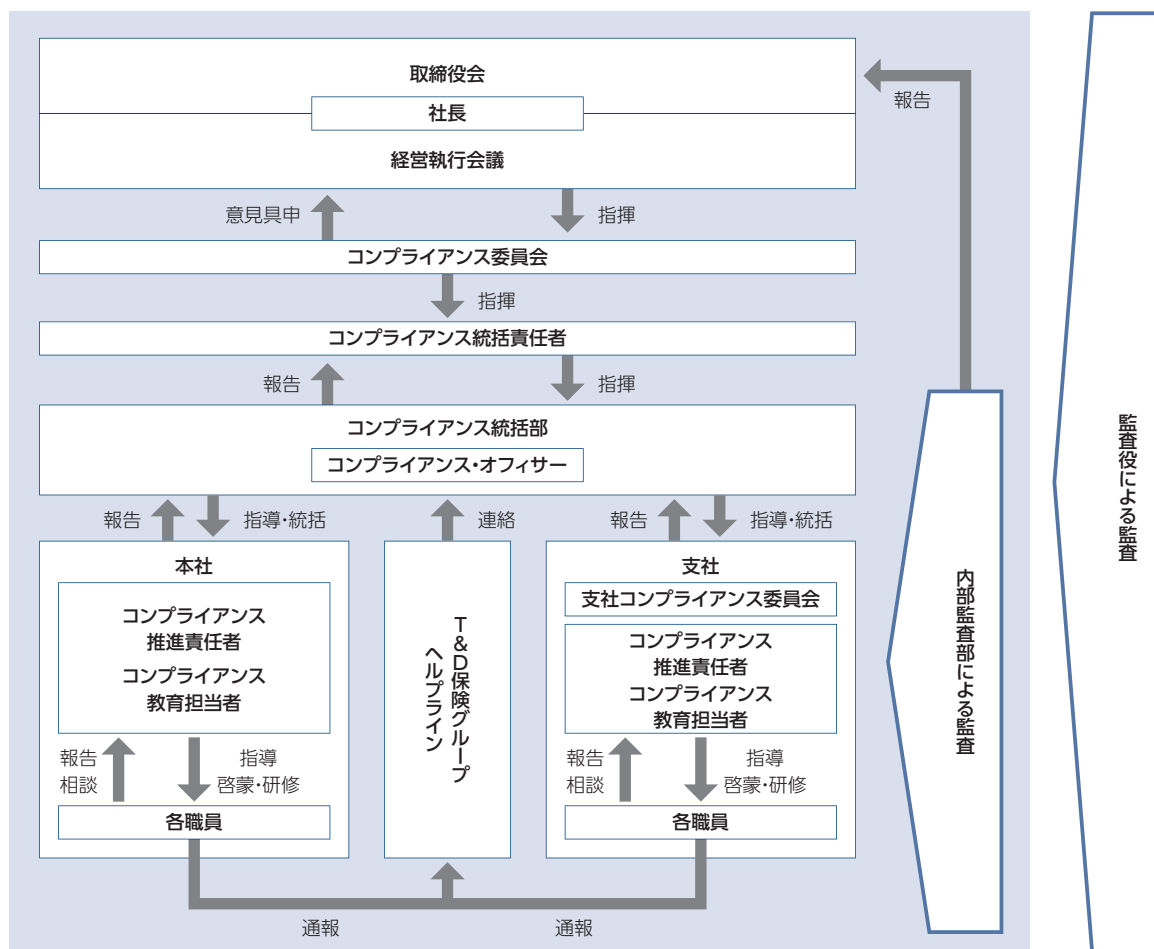 取締役会
報告
社長
経営執行会議
意見具申
指揮
コンプライアンス委員会
指揮
コンプライアンス統括責任者
報告
指揮
コンプライアンス統括部
コンプライアンス・オフィサー
報告
指導・統括
連絡
報告
指導・統括
本社
コンプライアンス
推進責任者
コンプライアンス
教育担当者
報告
相談
指導
啓蒙・研修
各職員
T&D保険グループ
ヘルプライン
支社
支社コンプライアンス委員会
コンプライアンス
推進責任者
コンプライアンス
教育担当者
報告
相談
指導
啓蒙・研修
各職員
通報
通報
内部監査部による監査
監査役による監査